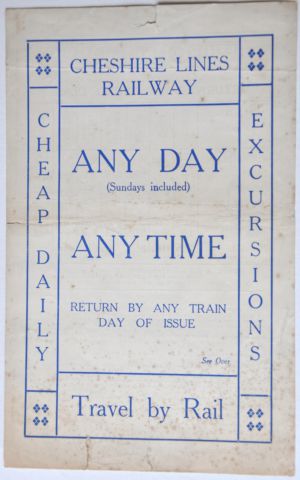 CHESHIRE LINES
RAILWAY
CHEAP DAILY
EXCURSIONS
ANY DAY
(Sundays included)
ANY TIME
RETURN BY ANY TRAIN
DAY OF ISSUE
See Over
Travel by Rail